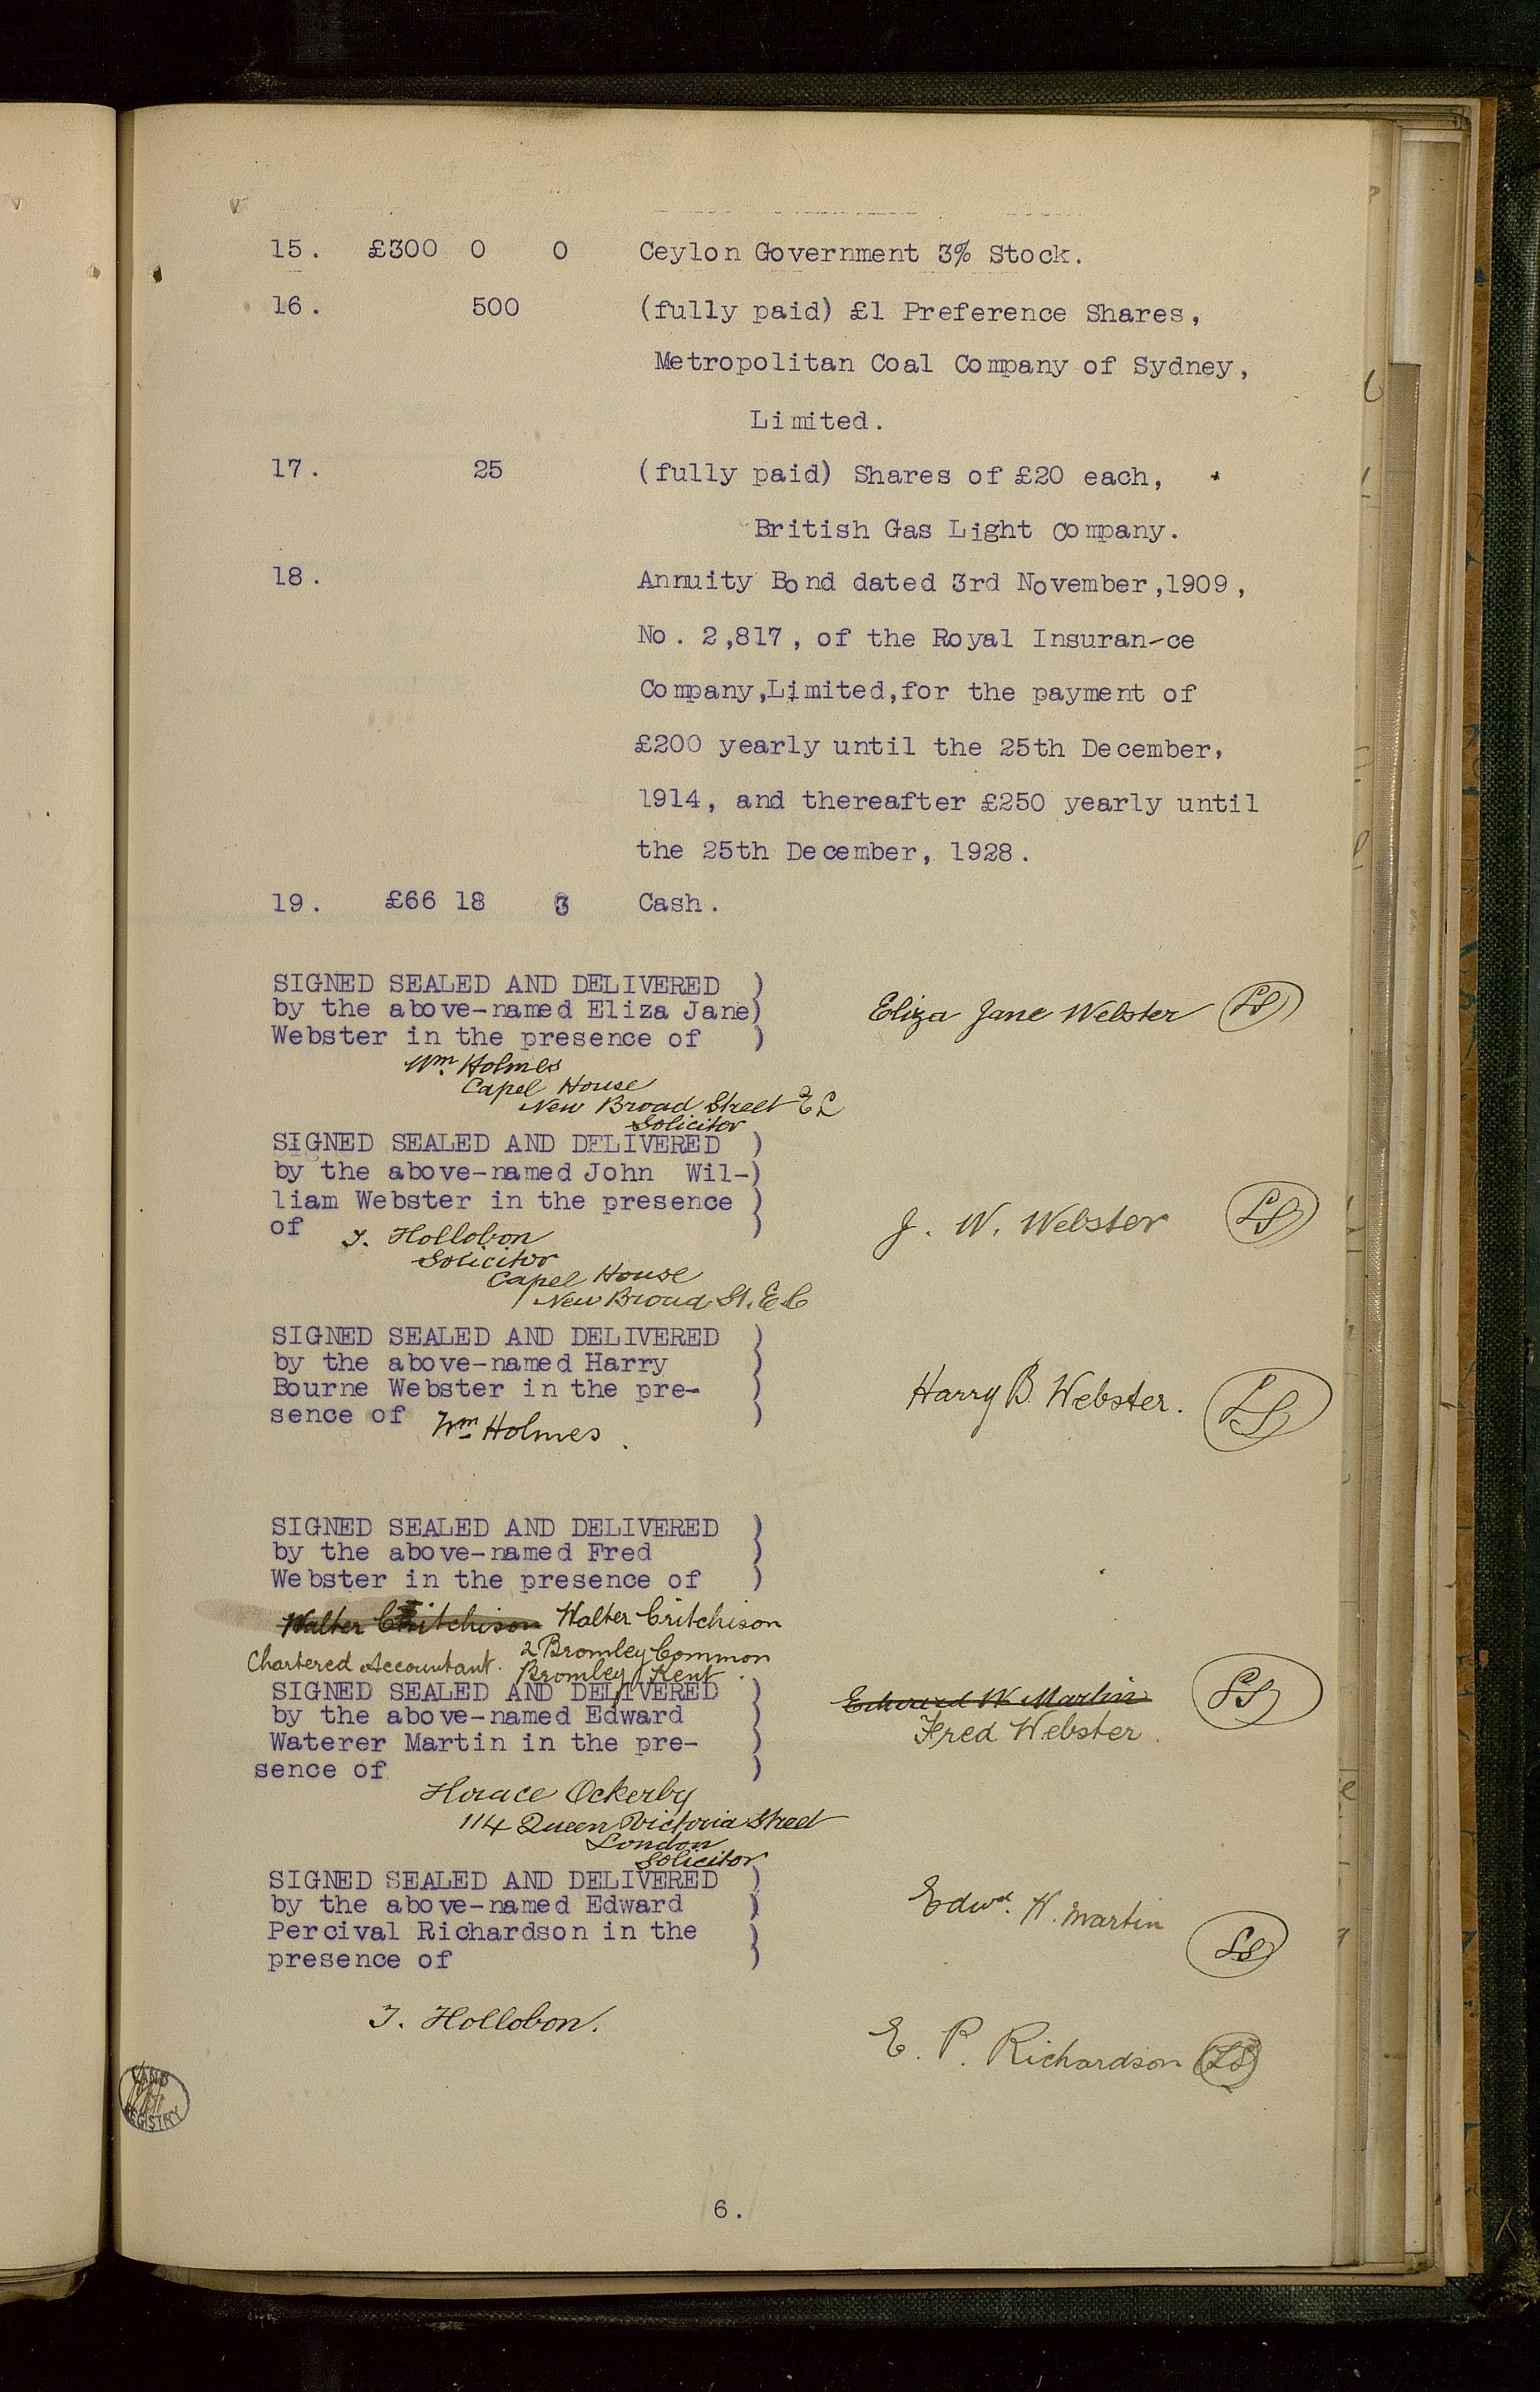 15. £300 0 0 Ceylon Government 3% Stock.
16. 500 (fully paid) £1 Preference Shares,
Metropolitan Coal Company of Sydney,
Limited.
17. 25 (fully paid) Shares of £20 each,
British Gas Light Company.
18. Annuity Bond dated 3rd November,1909,
No. 2,817, of the Royal Insuran-ce
Company,Limited,for the payment of
£200 yearly until the 25th December,
1914, and thereafter £250 yearly until
the 25th December, 1928.
19. £66 18 3 Cash.
SIGNED SEALED AND DELIVERED )
by the above-named Eliza Jane) Eliza Jane Webster LS
Webster in the presence of )
Wm Holmes
Capel House
New Broad Street E C
Solicitor
SIGNED SEALED AND DELIVERED )
by the above-named John Wil-)
liam Webster in the presence )
of ) J. W. Webster LS
T. Hollobon
Solicitor
Capel House
New Broad St. E C
SIGNED SEALED AND DELIVERED )
by the above-named Harry )
Bourne Webster in the pre- ) Harry B. Webster. LS
sence of )
Wm Holmes
SIGNED SEALED AND DELIVERED )
by the above-named Fred )
Webster in the presence of )
Walter Critchison Walter Critchison
2 Bromley Common
Chartered Accountant. Bromley Kent.
SIGNED SEALED AND DELIVERED ) Edward W Martin LS
by the above-named Edward ) Fred Webster.
Waterer Martin in the pre- )
sence of )
Horace Ockerby
114 Queen Victoria Street
London
Solicitor
SIGNED SEALED AND DELIVERED )
by the above-named Edward ) Edwd. W. Martin
Percival Richardson in the ) LS
presence of )
T. Hollobon.
E. P. Richardson LS
LAND
REGISTRY
6.